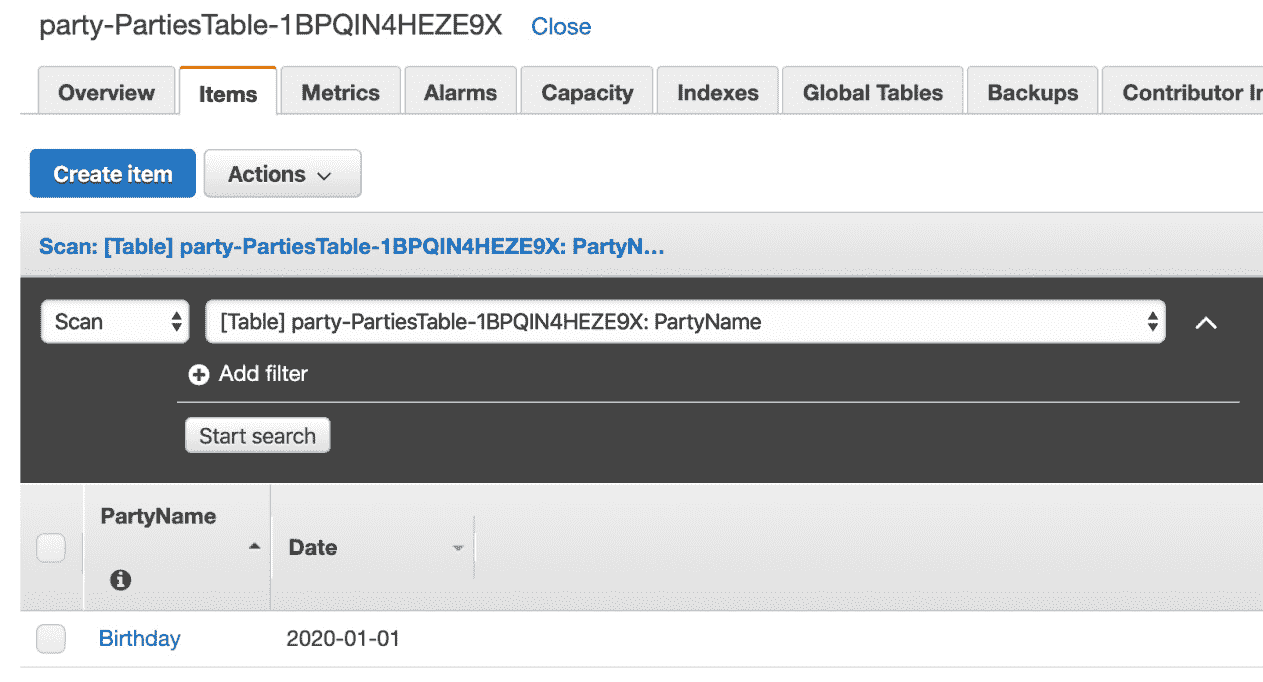 party-PartiesTable-1BPQIN4HEZE9X Close
Overview Items Metrics Alarms Capacity Indexes Global Tables Backups Contributor In
Create item Actions
Scan: [Table] party-PartiesTable-1BPQIN4HEZE9X: PartyN...
Scan [Table] party-PartiesTable-1BPQIN4HEZE9X: PartyName
Add filter
Start search
PartyName
Date
Birthday 2020-01-01